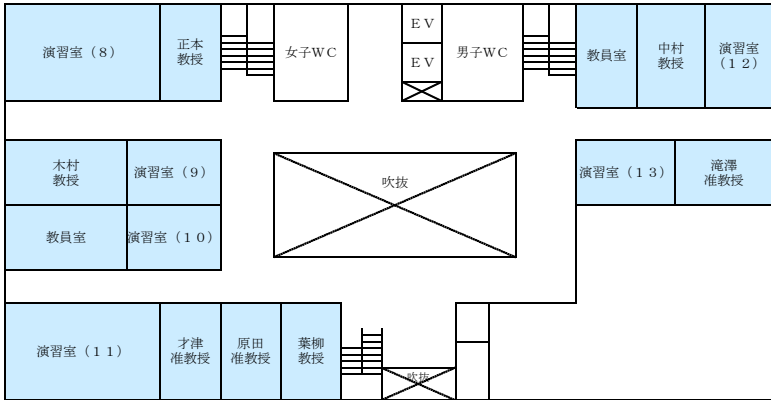 演習室（８）
正本
教授
女子WC
ＥＶ
ＥＶ
男子WC
教員室
中村
教授
演習室
（１２）
木村
教授
演習室（９）
吹抜
演習室（１３）
滝澤
准教授
教員室
演習室（１０）
演習室（１１）
才津
准教授
原田
准教授
葉柳
教授
吹抜